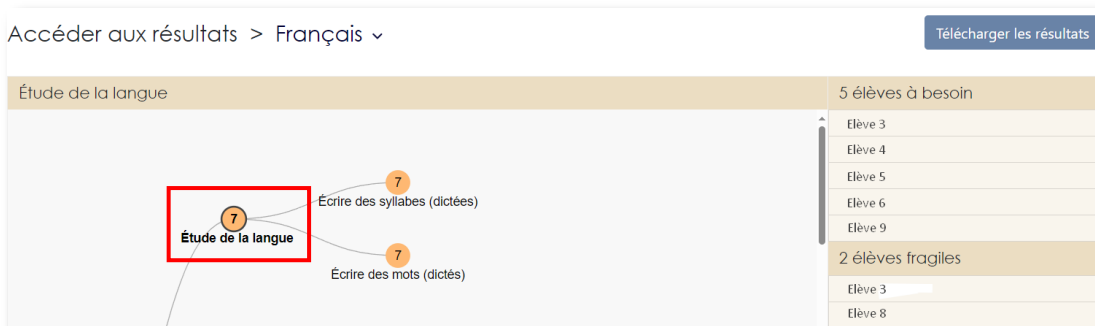 Accéder aux résultats > Français
Télécharger les résultats
Étude de la langue
7
Écrire des syllabes (dictées)
7
Étude de la langue
7
Écrire des mots (dictés)
5 élèves à besoin
Elève 3
Elève 4
Elève 5
Elève 6
Elève 9
2 élèves fragiles
Elève 3
Elève 8